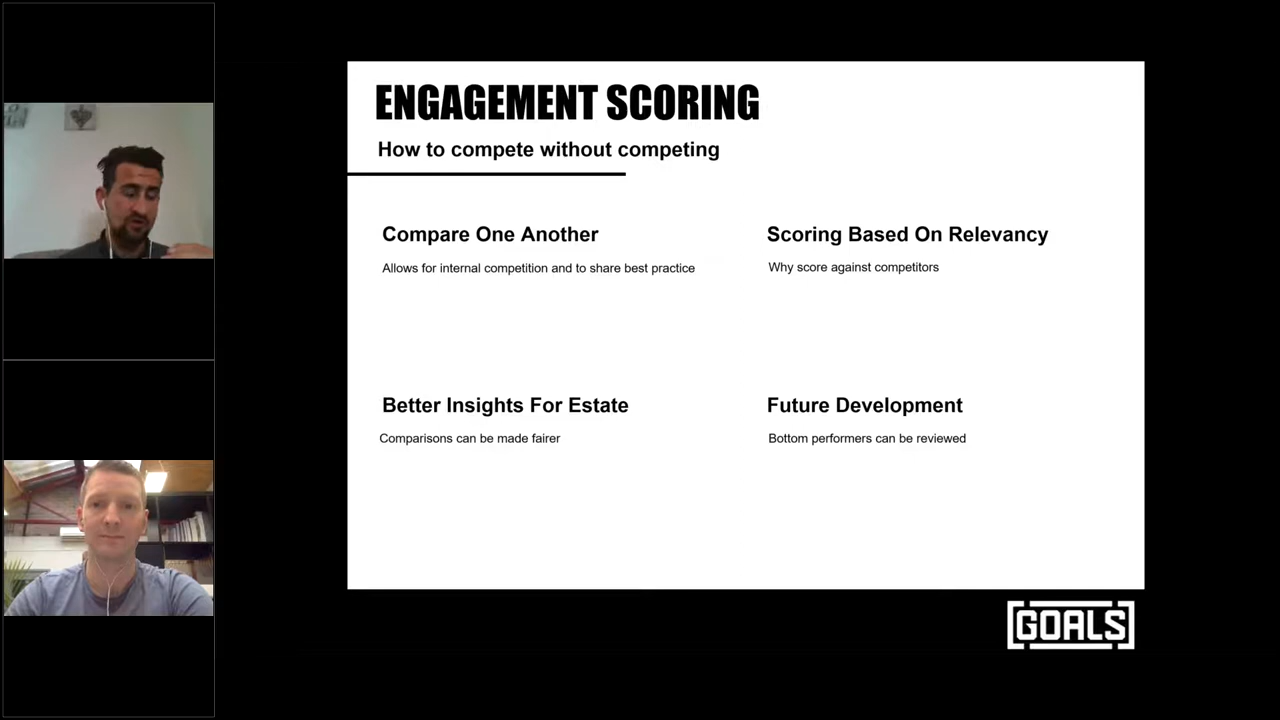 ENGAGEMENT SCORING
How to compete without competing
Compare One Another
Allows for internal competition and to share best practice
Scoring Based On Relevancy
Why score against competitors
Better Insights For Estate
Comparisons can be made fairer
Future Development
Bottom performers can be reviewed
GOALS